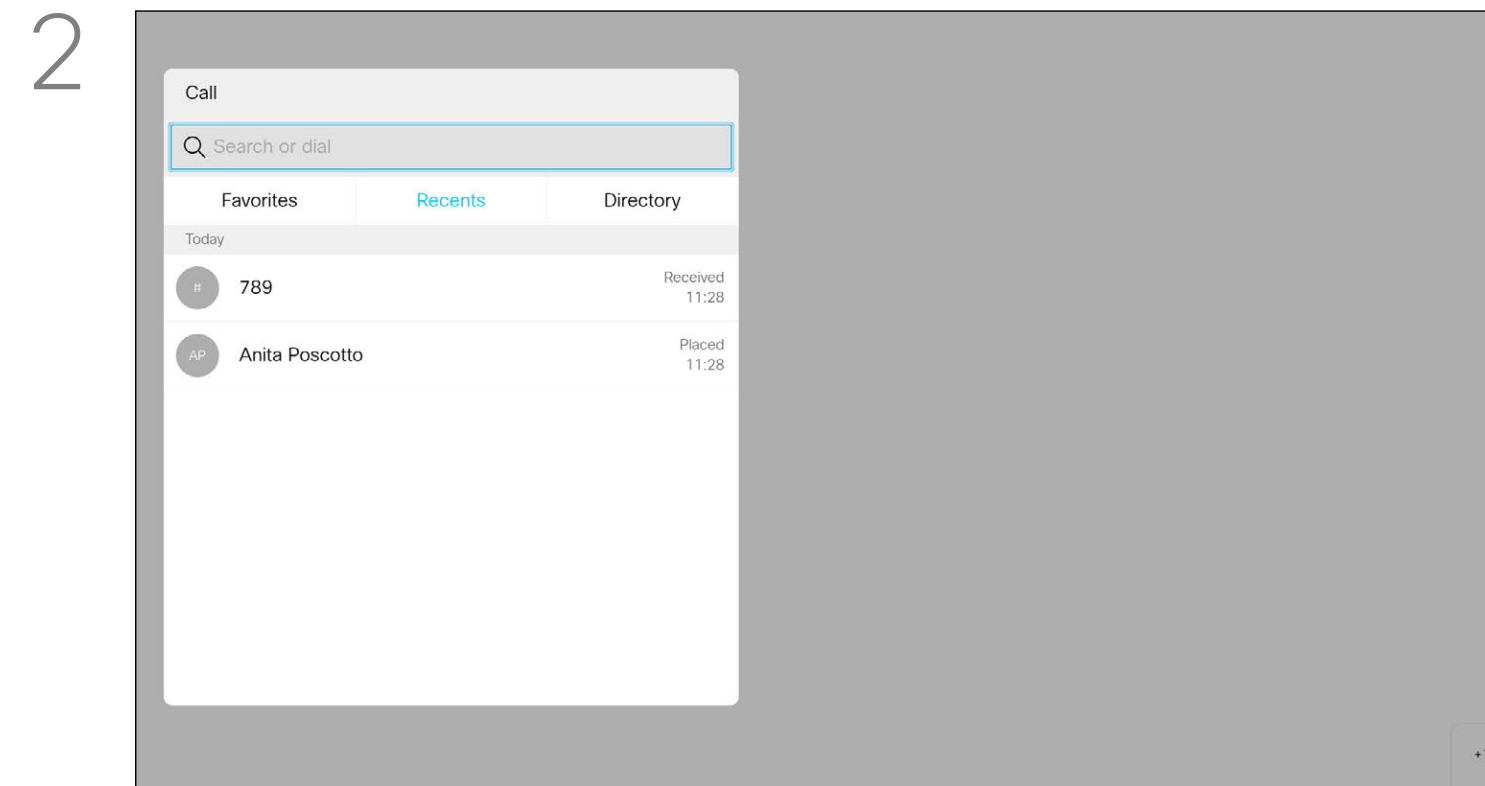 2
Call
Search or dial
Favorites Recents Directory
Today
# 789 Received
11:28
AP Anita Poscotto Placed
11:28
+